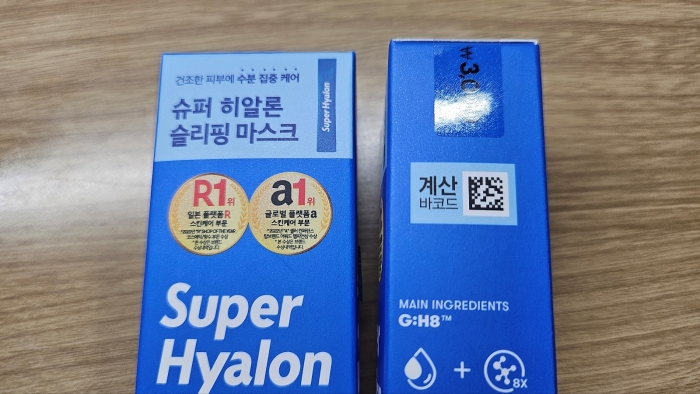 건조한 피부에 수분 집중 케어
슈퍼 히알론
슬리핑 마스크
Super Hyalon
R1위
일본 플랫폼R
스킨케어 부문
a1위
글로벌 플랫폼a
스킨케어 부문
Super
Hyalon
₩3,0
계산
바코드
MAIN INGREDIENTS
G:H8™
+
8X